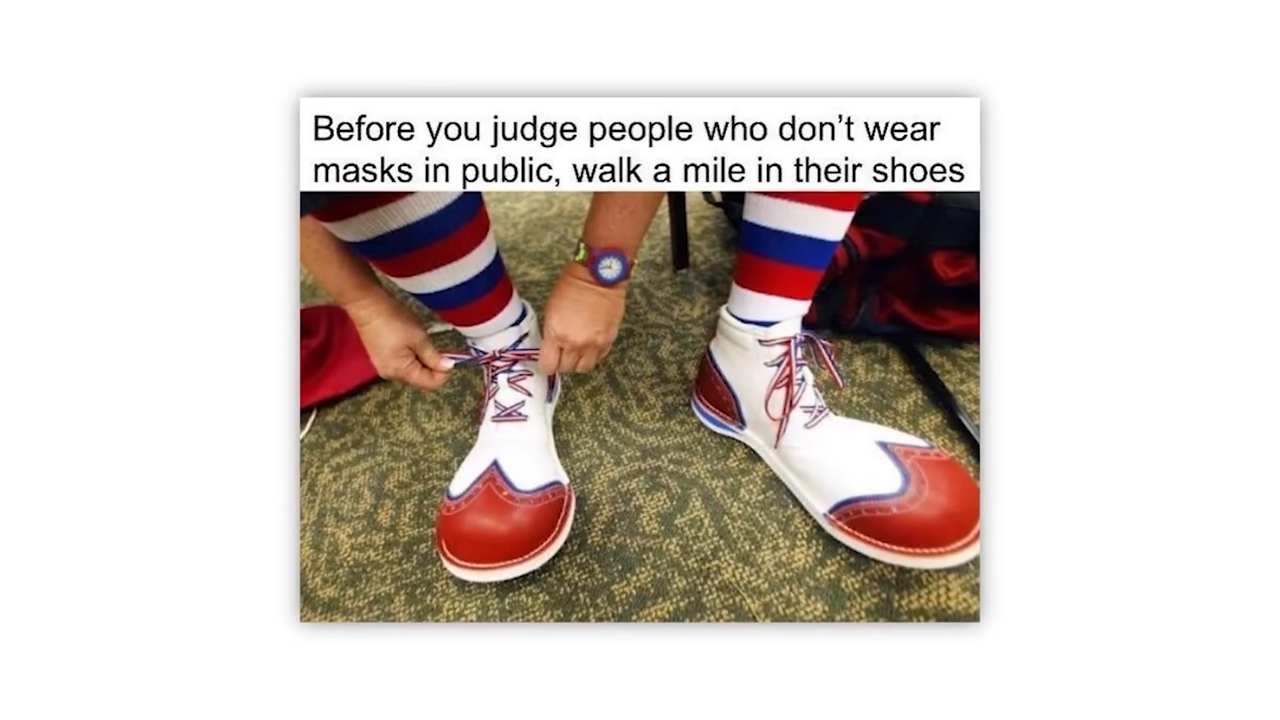 Before you judge people who don’t wear
masks in public, walk a mile in their shoes